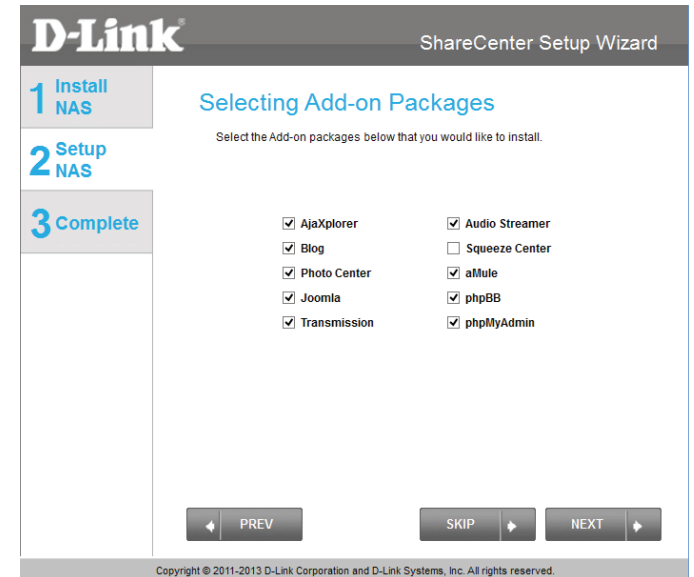 D-Link®
ShareCenter Setup Wizard
1 Install
NAS
2 Setup
NAS
3 Complete
Selecting Add-on Packages
Select the Add-on packages below that you would like to install.
AjaXplorer Audio Streamer
Blog Squeeze Center
Photo Center aMule
Joomla phpBB
Transmission phpMyAdmin
PREV SKIP NEXT
Copyright © 2011-2013 D-Link Corporation and D-Link Systems, Inc. All rights reserved.